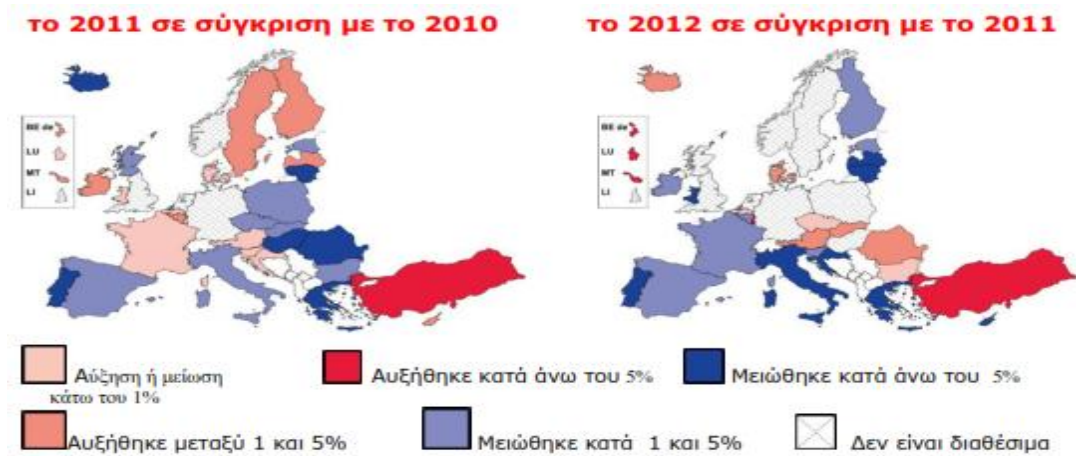 το 2011 σε σύγκριση με το 2010
το 2012 σε σύγκριση με το 2011
BE de
LU
MT
LI
BE de
LU
MT
LI
Αύξηση ή μείωση
κάτω του 1%
Αυξήθηκε κατά άνω του 5%
Μειώθηκε κατά άνω του 5%
Αυξήθηκε μεταξύ 1 και 5%
Μειώθηκε κατά 1 και 5%
Δεν είναι διαθέσιμα